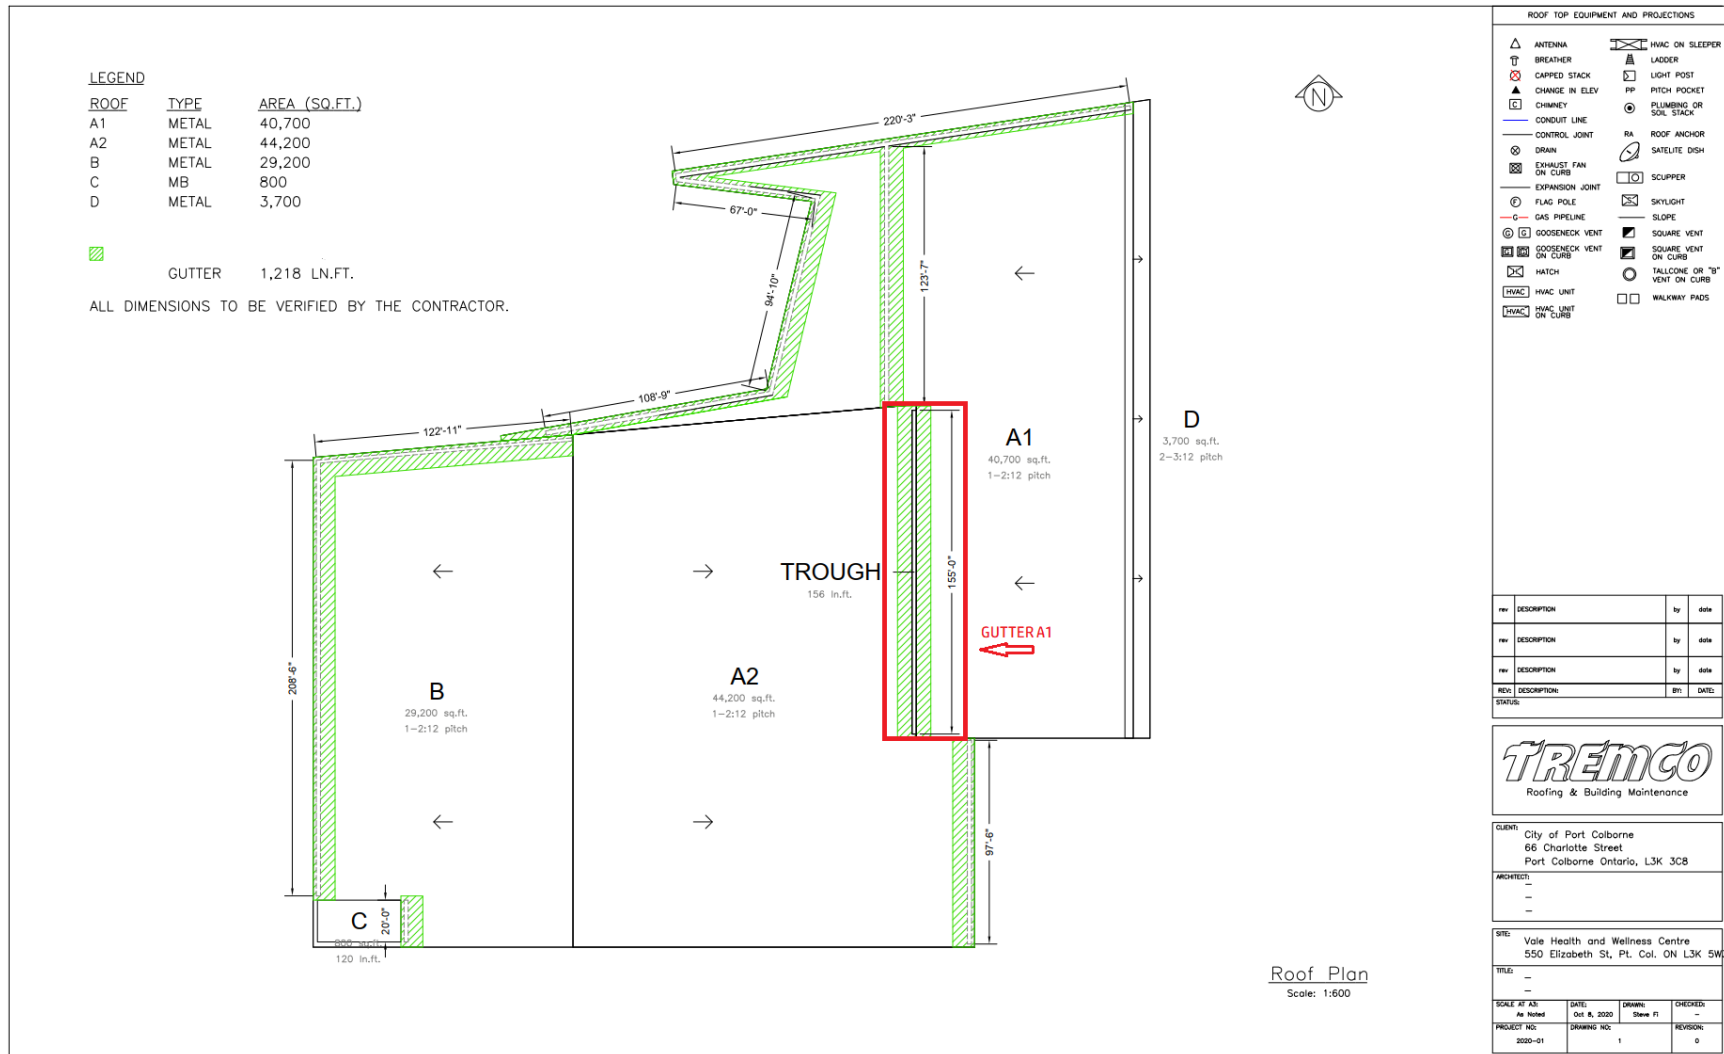 LEGEND
ROOF TYPE AREA (SQ.FT.)
A1 METAL 40,700
A2 METAL 44,200
B METAL 29,200
C MB 800
D METAL 3,700
GUTTER 1,218 LN.FT.
ALL DIMENSIONS TO BE VERIFIED BY THE CONTRACTOR.
N
220'-3"
67'-0"
94'-10"
123'-7"
108'-9"
122'-11"
A1
40,700 sq.ft.
1-2:12 pitch
D
3,700 sq.ft.
2-3:12 pitch
TROUGH
156 ln.ft.
155'-0"
GUTTER A1
208'-6"
B
29,200 sq.ft.
1-2:12 pitch
A2
44,200 sq.ft.
1-2:12 pitch
97'-6"
C
800 sq.ft.
120 ln.ft.
20'-0"
Roof Plan
Scale: 1:600
ROOF TOP EQUIPMENT AND PROJECTIONS
ANTENNA
BREATHER
CAPPED STACK
CHANGE IN ELEV
C CHIMNEY
CONDUIT LINE
CONTROL JOINT
DRAIN
EXHAUST FAN
ON CURB
EXPANSION JOINT
F FLAG POLE
G GAS PIPELINE
G G GOOSENECK VENT
GOOSENECK VENT
ON CURB
HATCH
HVAC HVAC UNIT
HVAC HVAC UNIT
ON CURB
HVAC ON SLEEPER
LADDER
LIGHT POST
PP PITCH POCKET
PLUMBING OR
SOIL STACK
RA ROOF ANCHOR
SATELITE DISH
SCUPPER
SKYLIGHT
SLOPE
SQUARE VENT
SQUARE VENT
ON CURB
TALLCONE OR "B"
VENT ON CURB
WALKWAY PADS
rev DESCRIPTION by date
rev DESCRIPTION by date
rev DESCRIPTION by date
REV: DESCRIPTION: BY: DATE:
STATUS:
TREMCO
Roofing & Building Maintenance
CLIENT:
City of Port Colborne
66 Charlotte Street
Port Colborne Ontario, L3K 3C8
ARCHITECT:
SITE:
Vale Health and Wellness Centre
550 Elizabeth St, Pt. Col. ON L3K 5W
TITLE:
SCALE AT A3: DATE: DRAWN: CHECKED:
As Noted Oct 8, 2020 Steve Fl -
PROJECT NO: DRAWING NO: REVISION:
2020-01 1 0